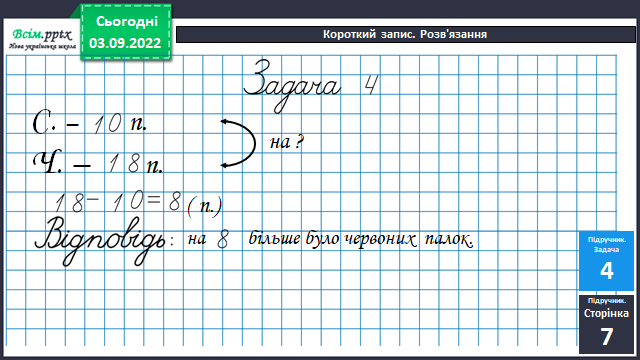 Всім.pptx
Нова українська школа
Сьогодні
03.09.2022
Короткий запис. Розв'язання
Задача 4
С. – 10 п.
на ?
Ч. – 18 п.
18 – 10 = 8 ( п.)
Відповідь: на 8 більше було червоних палок.
Підручник.
Задача
4
Підручник.
Сторінка
7